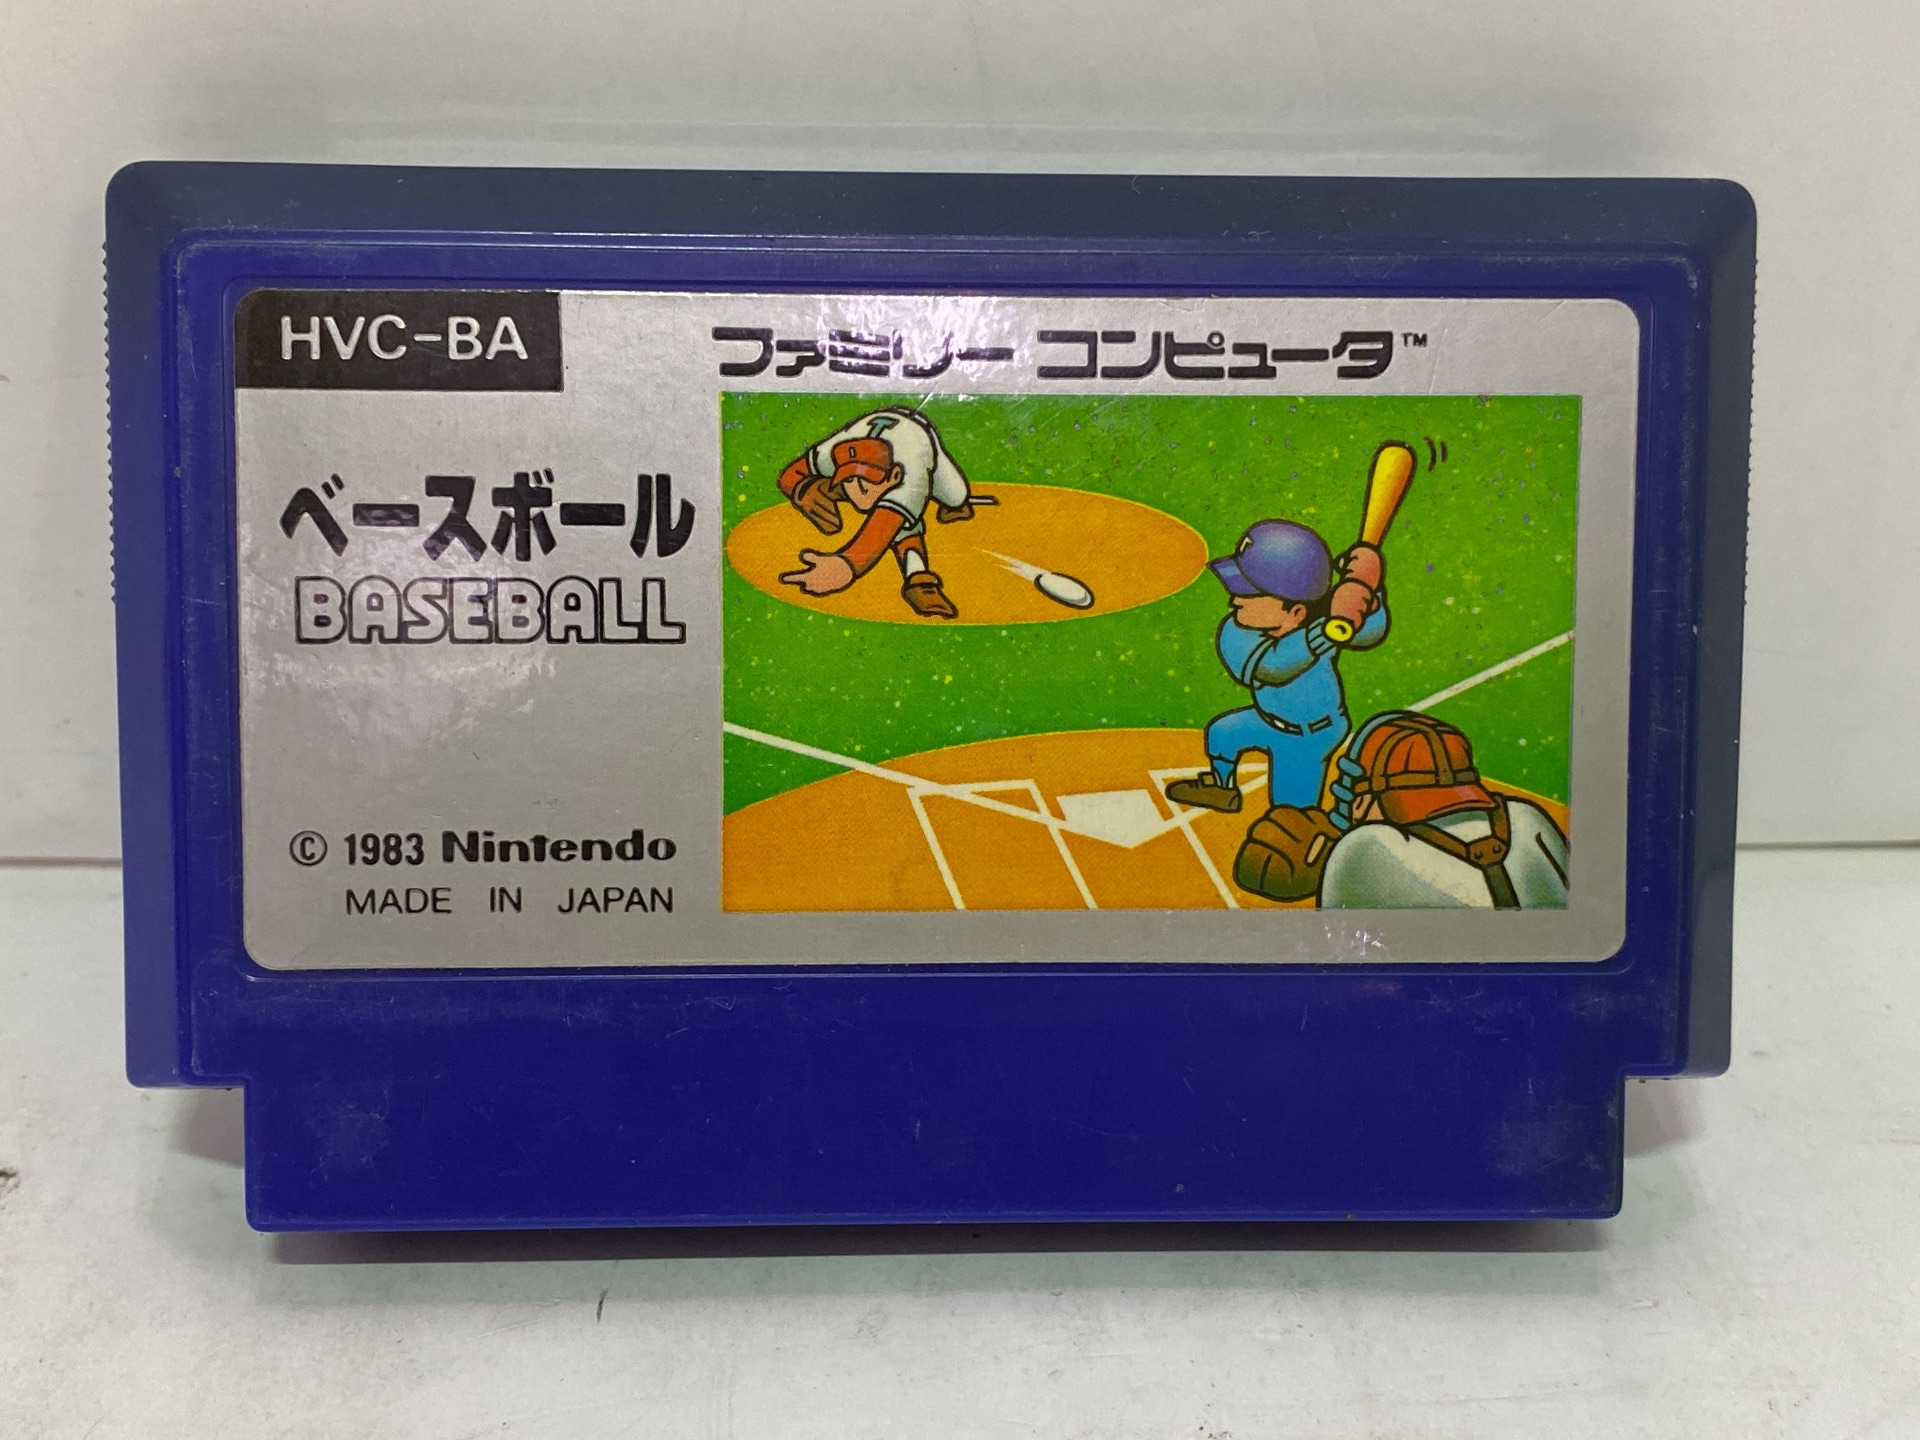 HVC-BA
ファミリー コンピュータ™
ベースボール
BASEBALL
© 1983 Nintendo
MADE IN JAPAN
T
T